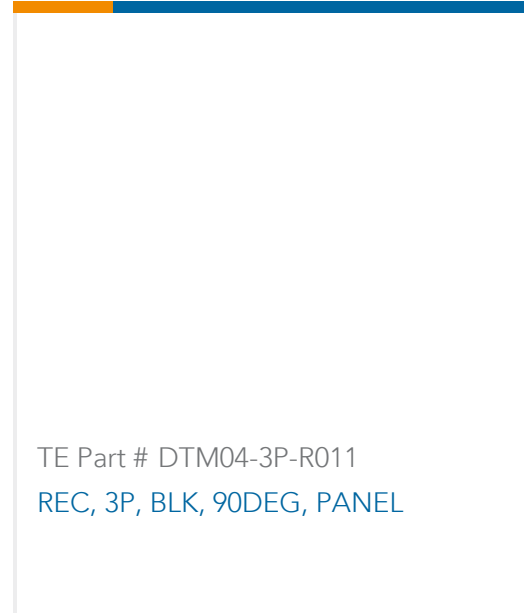 TE Part # DTM04-3P-R011
REC, 3P, BLK, 90DEG, PANEL